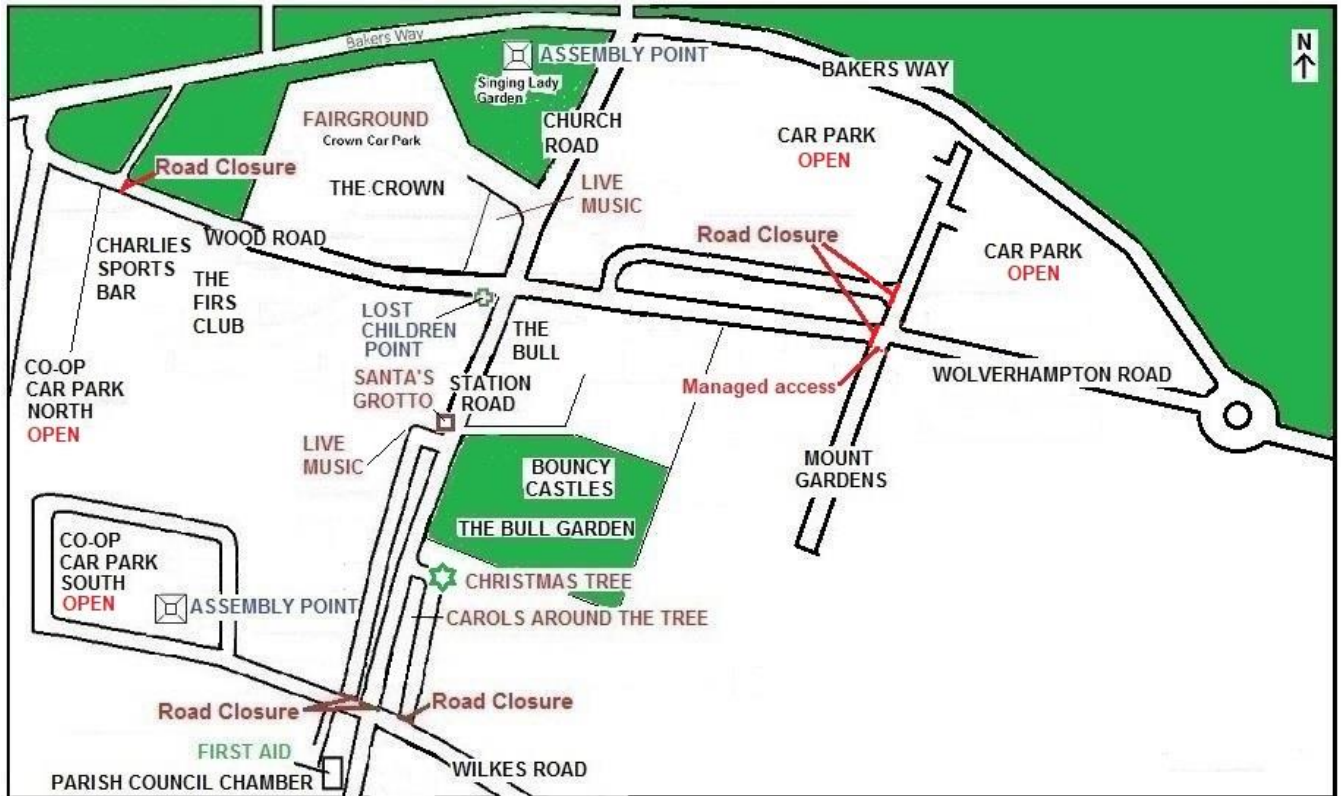 Bakers Way
ASSEMBLY POINT
Singing Lady
Garden
BAKERS WAY
N
FAIRGROUND
Crown Car Park
CHURCH
ROAD
CAR PARK
OPEN
Road Closure
THE CROWN
LIVE
MUSIC
WOOD ROAD
Road Closure
CAR PARK
OPEN
CHARLIES
SPORTS
BAR
THE
FIRS
CLUB
LOST
CHILDREN
POINT
THE
BULL
CO-OP
CAR PARK
NORTH
OPEN
SANTA'S
GROTTO
STATION
ROAD
Managed access
WOLVERHAMPTON ROAD
LIVE
MUSIC
BOUNCY
CASTLES
MOUNT
GARDENS
THE BULL GARDEN
CO-OP
CAR PARK
SOUTH
OPEN
ASSEMBLY POINT
CHRISTMAS TREE
CAROLS AROUND THE TREE
Road Closure
Road Closure
FIRST AID
PARISH COUNCIL CHAMBER
WILKES ROAD